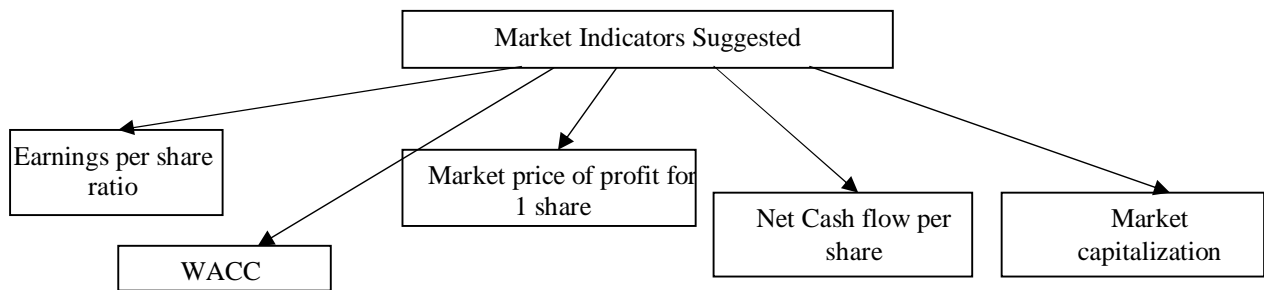 Market Indicators Suggested
Earnings per share
ratio
WACC
Market price of profit for
1 share
Net Cash flow per
share
Market
capitalization